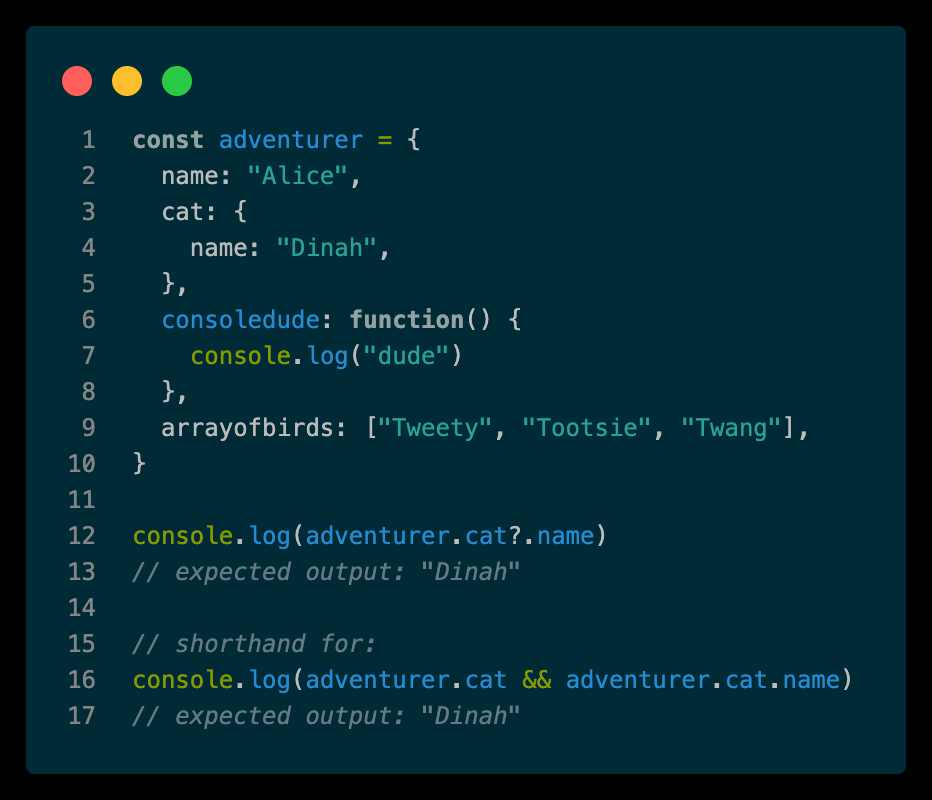 1 const adventurer = {
2   name: "Alice",
3   cat: {
4     name: "Dinah",
5   },
6   consoledude: function() {
7     console.log("dude")
8   },
9   arrayofbirds: ["Tweety", "Tootsie", "Twang"],
10 }
11
12 console.log(adventurer.cat?.name)
13 // expected output: "Dinah"
14
15 // shorthand for:
16 console.log(adventurer.cat && adventurer.cat.name)
17 // expected output: "Dinah"